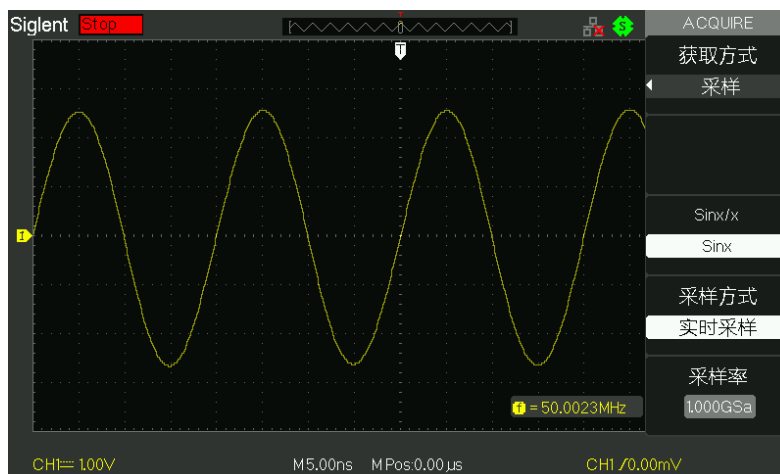 Siglent Stop
T
S
ACQUIRE
获取方式
采样
Sinx/x
Sinx
采样方式
实时采样
采样率
1.000GSa
1
f = 50.0023MHz
CH1 1.00V
M 5.00ns M Pos:0.00μs
CH1 0.00mV